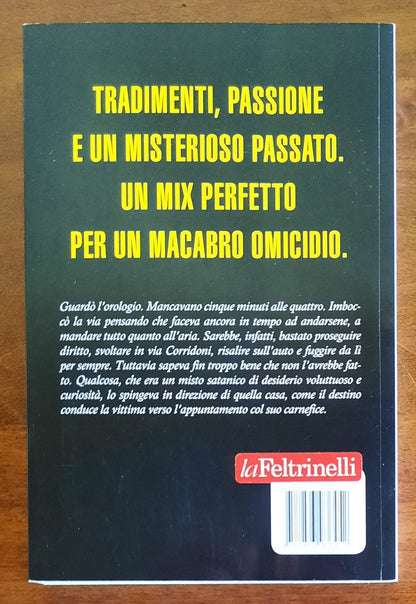 TRADIMENTI, PASSIONE
E UN MISTERIOSO PASSATO.
UN MIX PERFETTO
PER UN MACABRO OMICIDIO.
Guardò l'orologio. Mancavano cinque minuti alle quattro. Imboc-
cò la via pensando che faceva ancora in tempo ad andarsene, a
mandare tutto quanto all'aria. Sarebbe, infatti, bastato proseguire
diritto, svoltare in via Corridoni, risalire sull'auto e fuggire da lì
per sempre. Tuttavia sapeva fin troppo bene che non l'avrebbe fat-
to. Qualcosa, che era un misto satanico di desiderio voluttuoso e
curiosità, lo spingeva in direzione di quella casa, come il destino
conduce la vittima verso l'appuntamento col suo carnefice.
laFeltrinelli